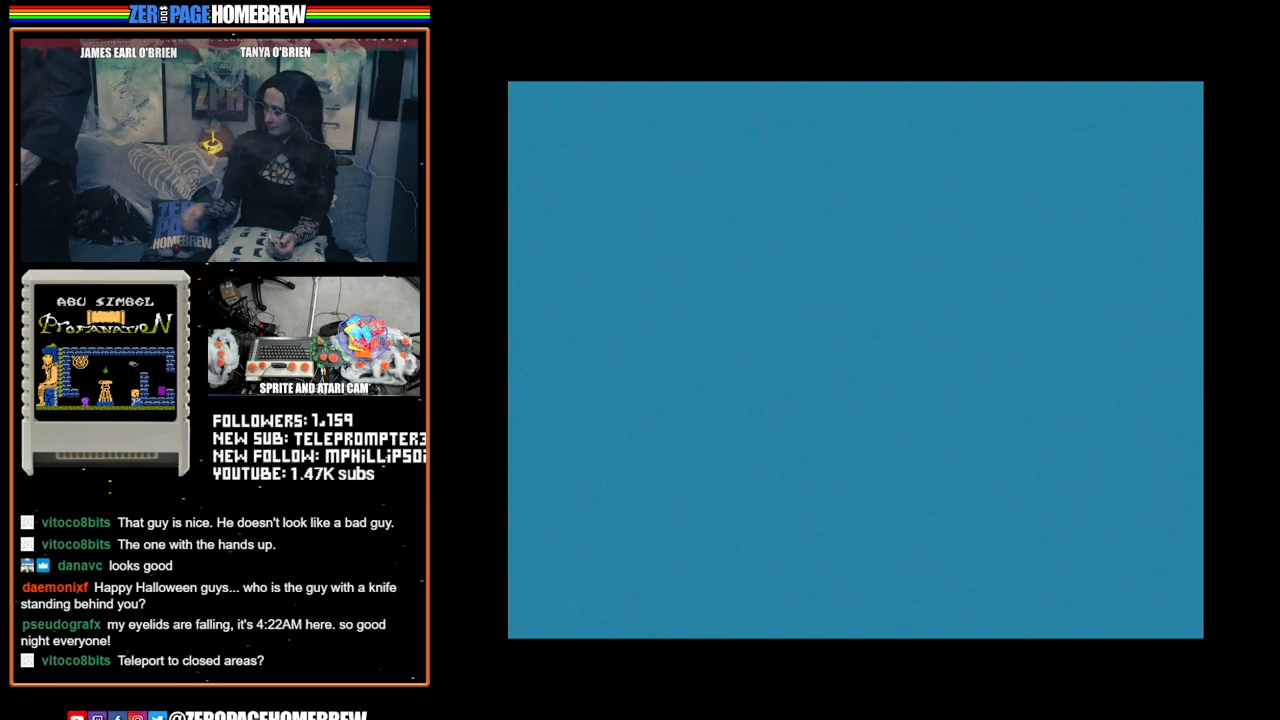 ZEROPAGEHOMEBREW
JAMES EARL O'BRIEN
TANYA O'BRIEN
ZPH
ZERO
PAGE
HOMEBREW
ABU SIMBEL
PROFANATION
SPRITE AND ATARI CAM
FOLLOWERS: 1,159
NEW SUB: TELEPROMPTER3
NEW FOLLOW: MPHILLIPSO
YOUTUBE: 1.47K subs
vitoco8bits That guy is nice. He doesn't look like a bad guy.
vitoco8bits The one with the hands up.
danavc looks good
daemonixf Happy Halloween guys... who is the guy with a knife
standing behind you?
pseudografx my eyelids are falling, it's 4:22AM here. so good
night everyone!
vitoco8bits Teleport to closed areas?
@ZEROPAGEHOMEBREW